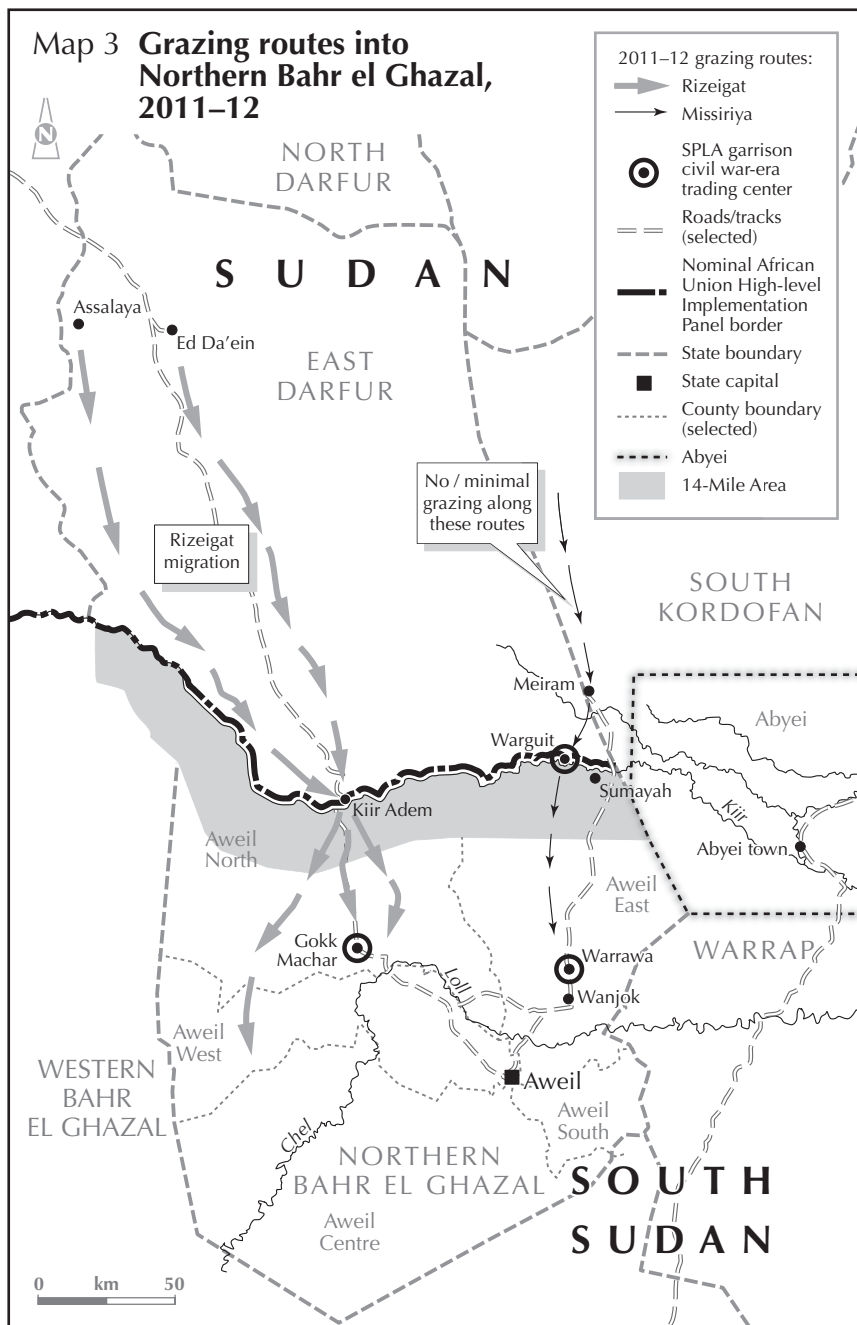 Map 3 Grazing routes into
Northern Bahr el Ghazal,
2011–12
N
2011–12 grazing routes:
Rizeigat
Missiriya
SPLA garrison
civil war-era
trading center
Roads/tracks
(selected)
Nominal African
Union High-level
Implementation
Panel border
State boundary
State capital
County boundary
(selected)
Abyei
14-Mile Area
NORTH
DARFUR
SUDAN
Assalaya
Ed Da’ein
EAST
DARFUR
No / minimal
grazing along
these routes
Rizeigat
migration
SOUTH
KORDOFAN
Meiram
Abyei
Warguit
Sumayah
Kiir Adem
Kiir
Abyei town
Aweil
North
Aweil
East
Gokk
Machar
WARRAP
Warrawa
Loll
Wanjok
Aweil
West
WESTERN
BAHR
EL GHAZAL
Aweil
Aweil
South
Chel
NORTHERN
BAHR EL GHAZAL
SOUTH
SUDAN
Aweil
Centre
0 km 50